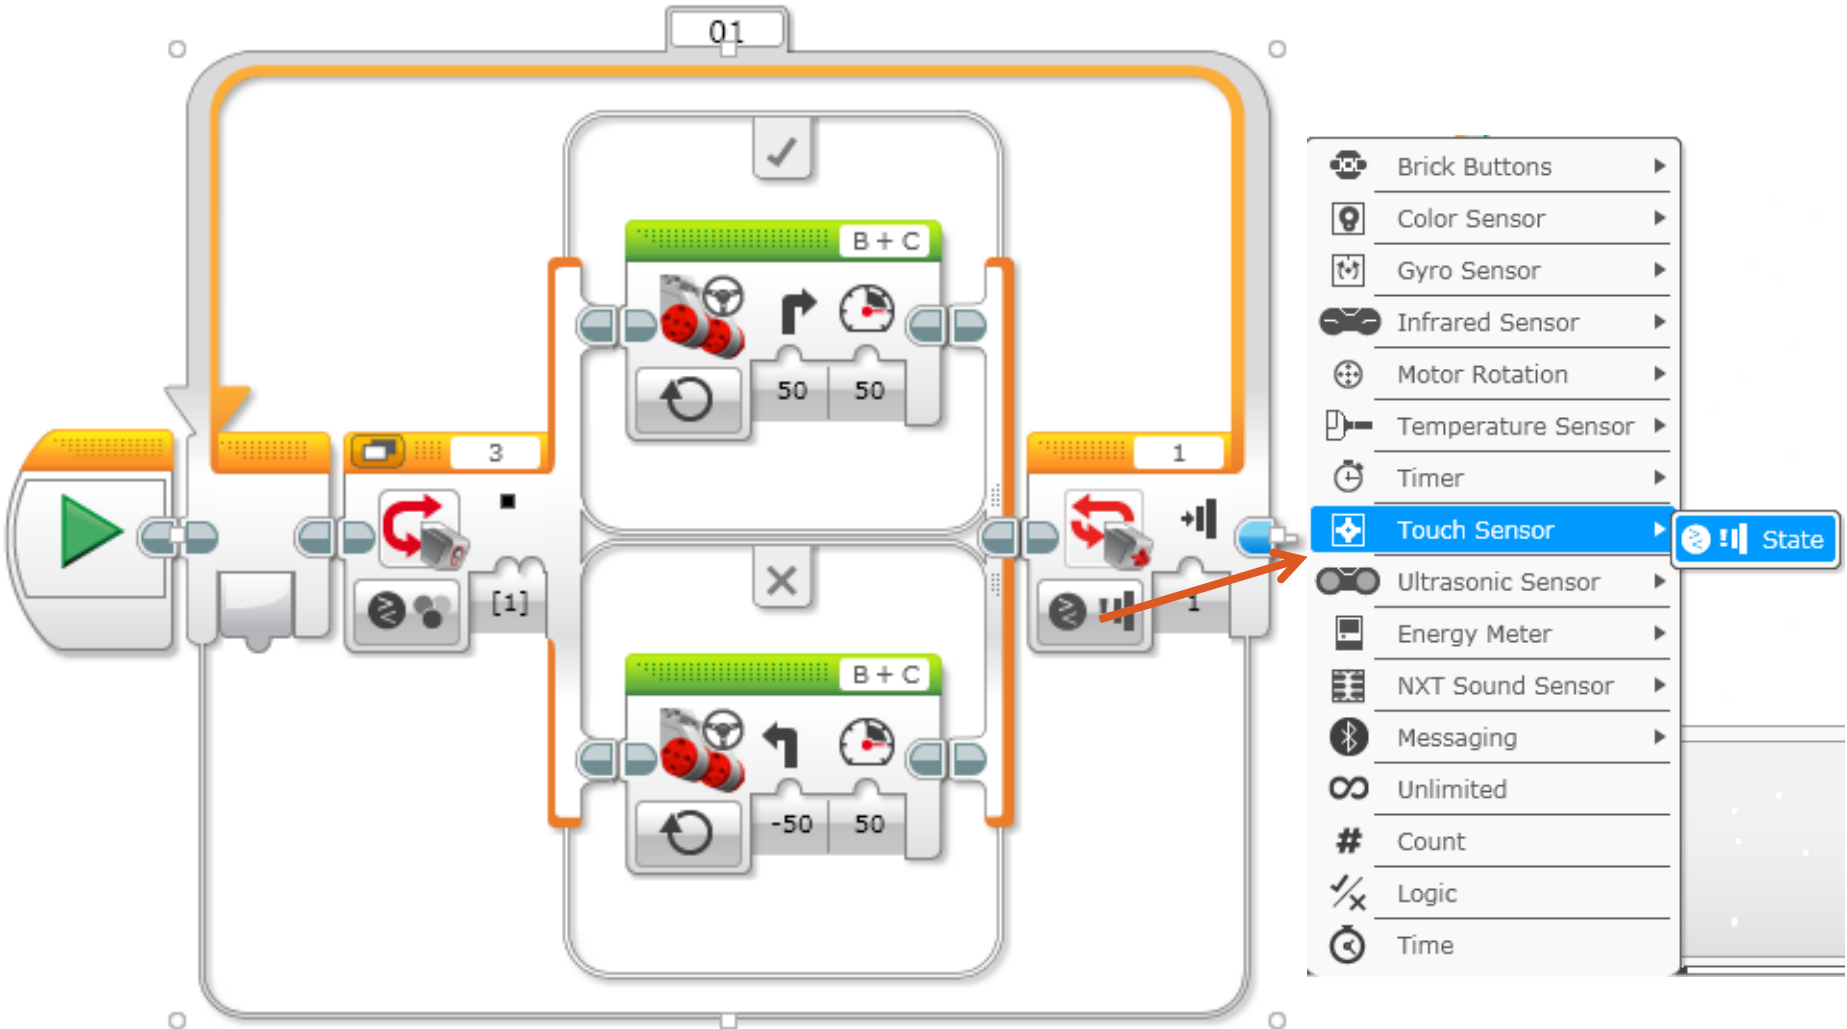 01
B + C
50 50
3
[1]
1
1
B + C
-50 50
Brick Buttons
Color Sensor
Gyro Sensor
Infrared Sensor
Motor Rotation
Temperature Sensor
Timer
Touch Sensor
State
Ultrasonic Sensor
Energy Meter
NXT Sound Sensor
Messaging
Unlimited
# Count
Logic
Time